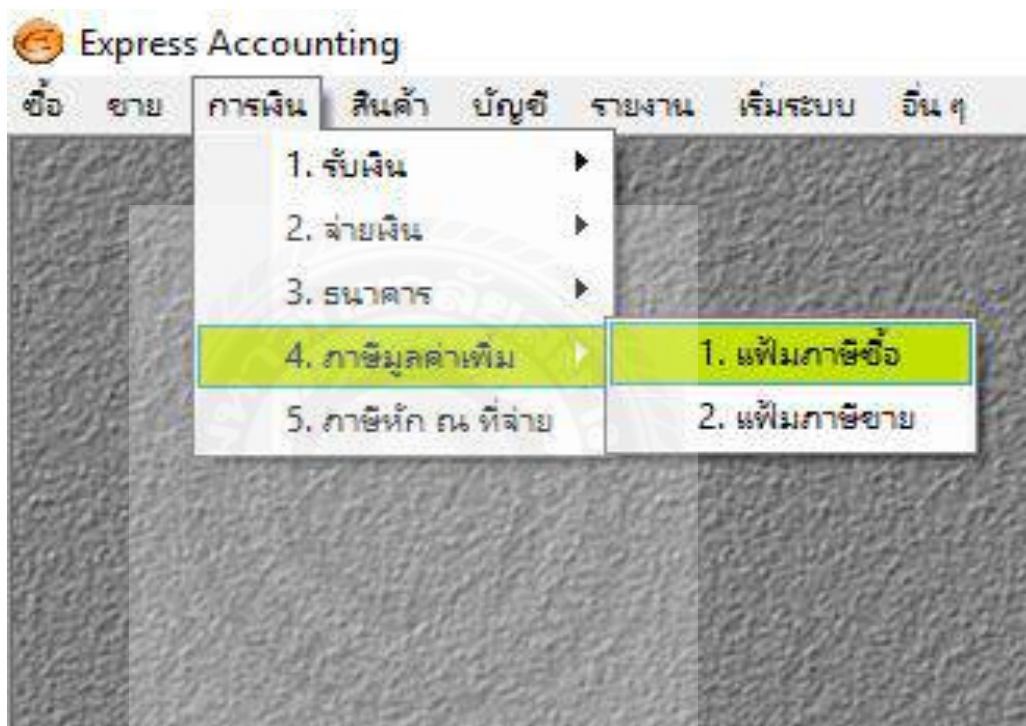 Express Accounting
ซื้อ ขาย การเงิน สินค้า บัญชี รายงาน เริ่มระบบ อื่น ๆ
1. รับเงิน
2. จ่ายเงิน
3. ธนาคาร
4. ภาษีมูลค่าเพิ่ม
5. ภาษีหัก ณ ที่จ่าย
1. แฟ้มภาษีซื้อ
2. แฟ้มภาษีขาย